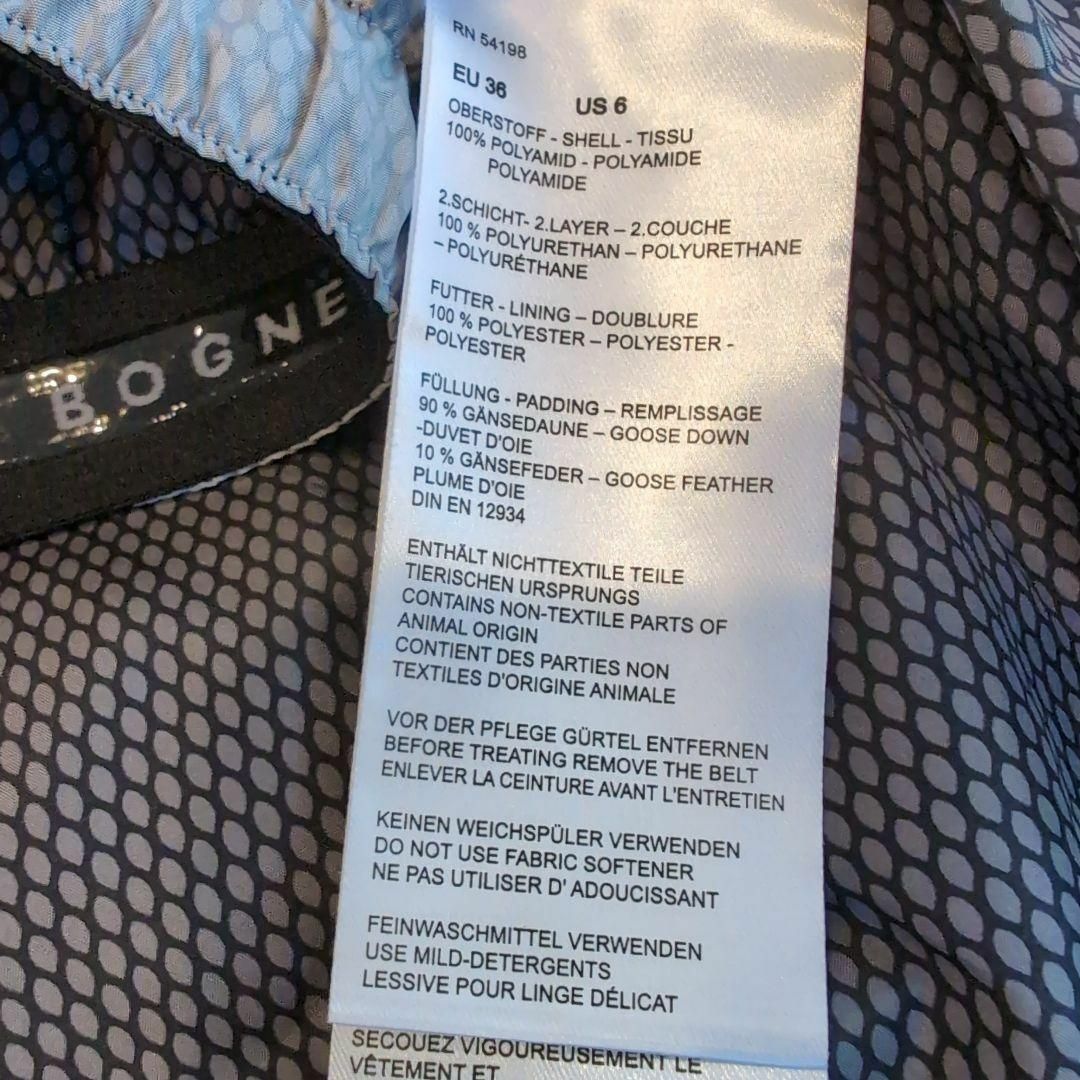 RN 54198
EU 36 US 6
OBERSTOFF - SHELL - TISSU
100% POLYAMID - POLYAMIDE
POLYAMIDE
2.SCHICHT- 2.LAYER – 2.COUCHE
100 % POLYURETHAN – POLYURETHANE
– POLYURÉTHANE
FUTTER - LINING – DOUBLURE
100 % POLYESTER – POLYESTER -
POLYESTER
FÜLLUNG - PADDING – REMPLISSAGE
90 % GÄNSEDAUNE – GOOSE DOWN
-DUVET D'OIE
10 % GÄNSEFEDER – GOOSE FEATHER
PLUME D'OIE
DIN EN 12934
ENTHÄLT NICHTTEXTILE TEILE
TIERISCHEN URSPRUNGS
CONTAINS NON-TEXTILE PARTS OF
ANIMAL ORIGIN
CONTIENT DES PARTIES NON
TEXTILES D'ORIGINE ANIMALE
VOR DER PFLEGE GÜRTEL ENTFERNEN
BEFORE TREATING REMOVE THE BELT
ENLEVER LA CEINTURE AVANT L'ENTRETIEN
KEINEN WEICHSPÜLER VERWENDEN
DO NOT USE FABRIC SOFTENER
NE PAS UTILISER D' ADOUCISSANT
FEINWASCHMITTEL VERWENDEN
USE MILD-DETERGENTS
LESSIVE POUR LINGE DÉLICAT
SECOUEZ VIGOUREUSEMENT LE
VÊTEMENT ET
BOGNE